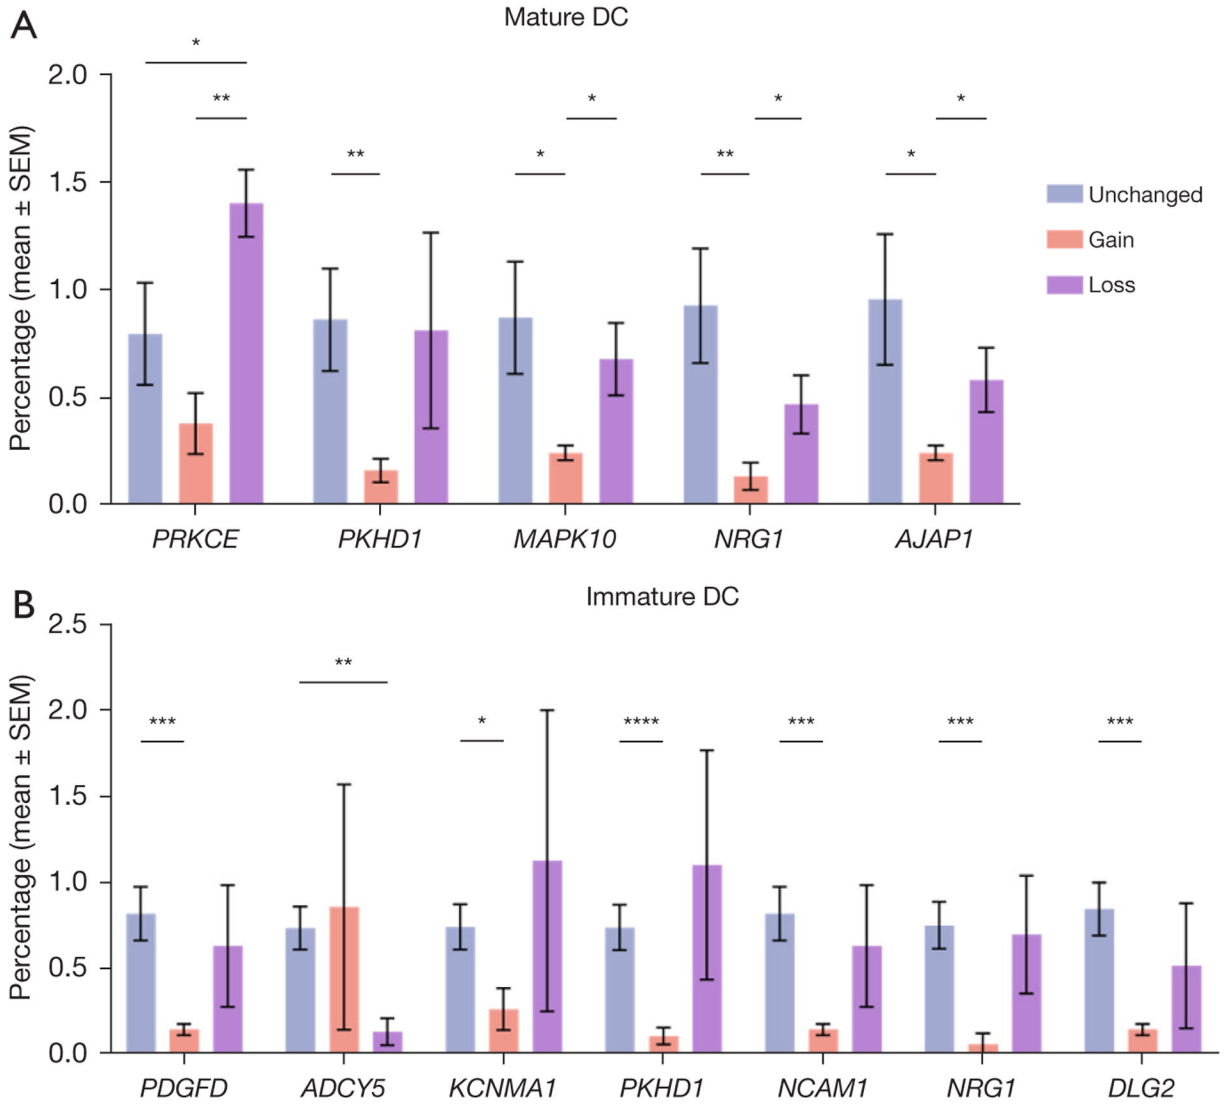 A
Mature DC
Percentage (mean ± SEM)
2.0
1.5
1.0
0.5
0.0
*
**
**
*
*
**
*
*
*
PRKCE
PKHD1
MAPK10
NRG1
AJAP1
Unchanged
Gain
Loss
B
Immature DC
Percentage (mean ± SEM)
2.5
2.0
1.5
1.0
0.5
0.0
***
**
*
****
***
***
***
PDGFD
ADCY5
KCNMA1
PKHD1
NCAM1
NRG1
DLG2